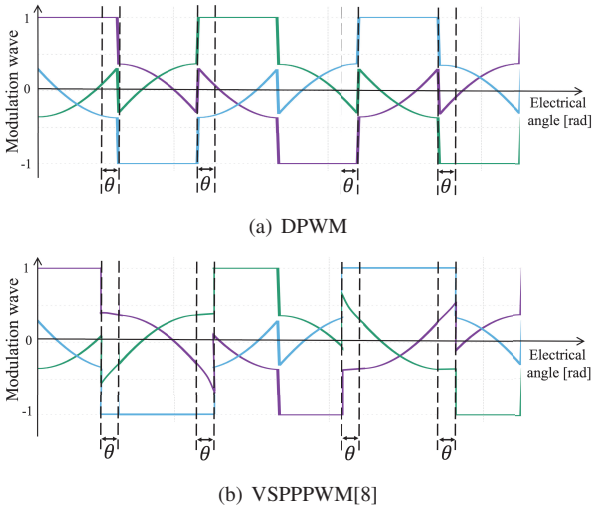 Modulation wave
1
0
-1
Electrical
angle [rad]
θ
θ
θ
θ
(a) DPWM
Modulation wave
1
0
-1
Electrical
angle [rad]
θ
θ
θ
θ
(b) VSPPPWM[8]